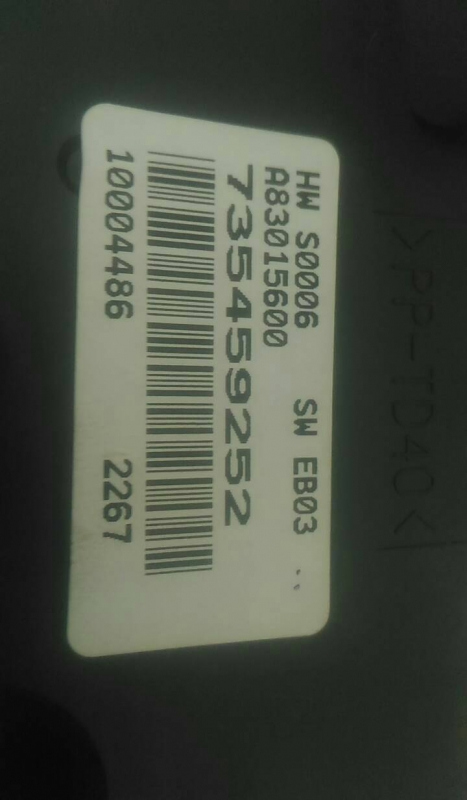 HW S0006 SW EB03 ..
A83015600
735459252
10004486 2267
>PP-TD40<